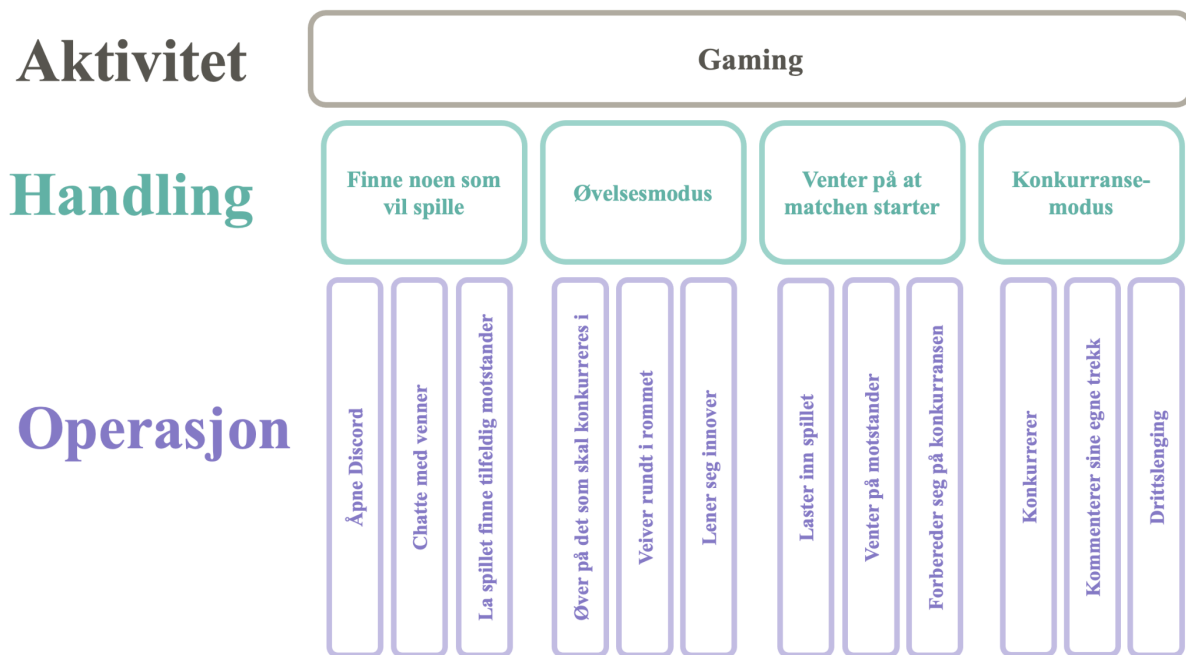 Aktivitet
Gaming
Handling
Finne noen som
vil spille
Øvelsesmodus
Venter på at
matchen starter
Konkurranse-
modus
Operasjon
Åpne Discord
Chatte med venner
La spillet finne tilfeldig motstander
Øver på det som skal konkurreres i
Veiver rundt i rommet
Lener seg innover
Laster inn spillet
Venter på motstander
Forbereder seg på konkurransen
Konkurrerer
Kommenterer sine egne trekk
Drittslenging